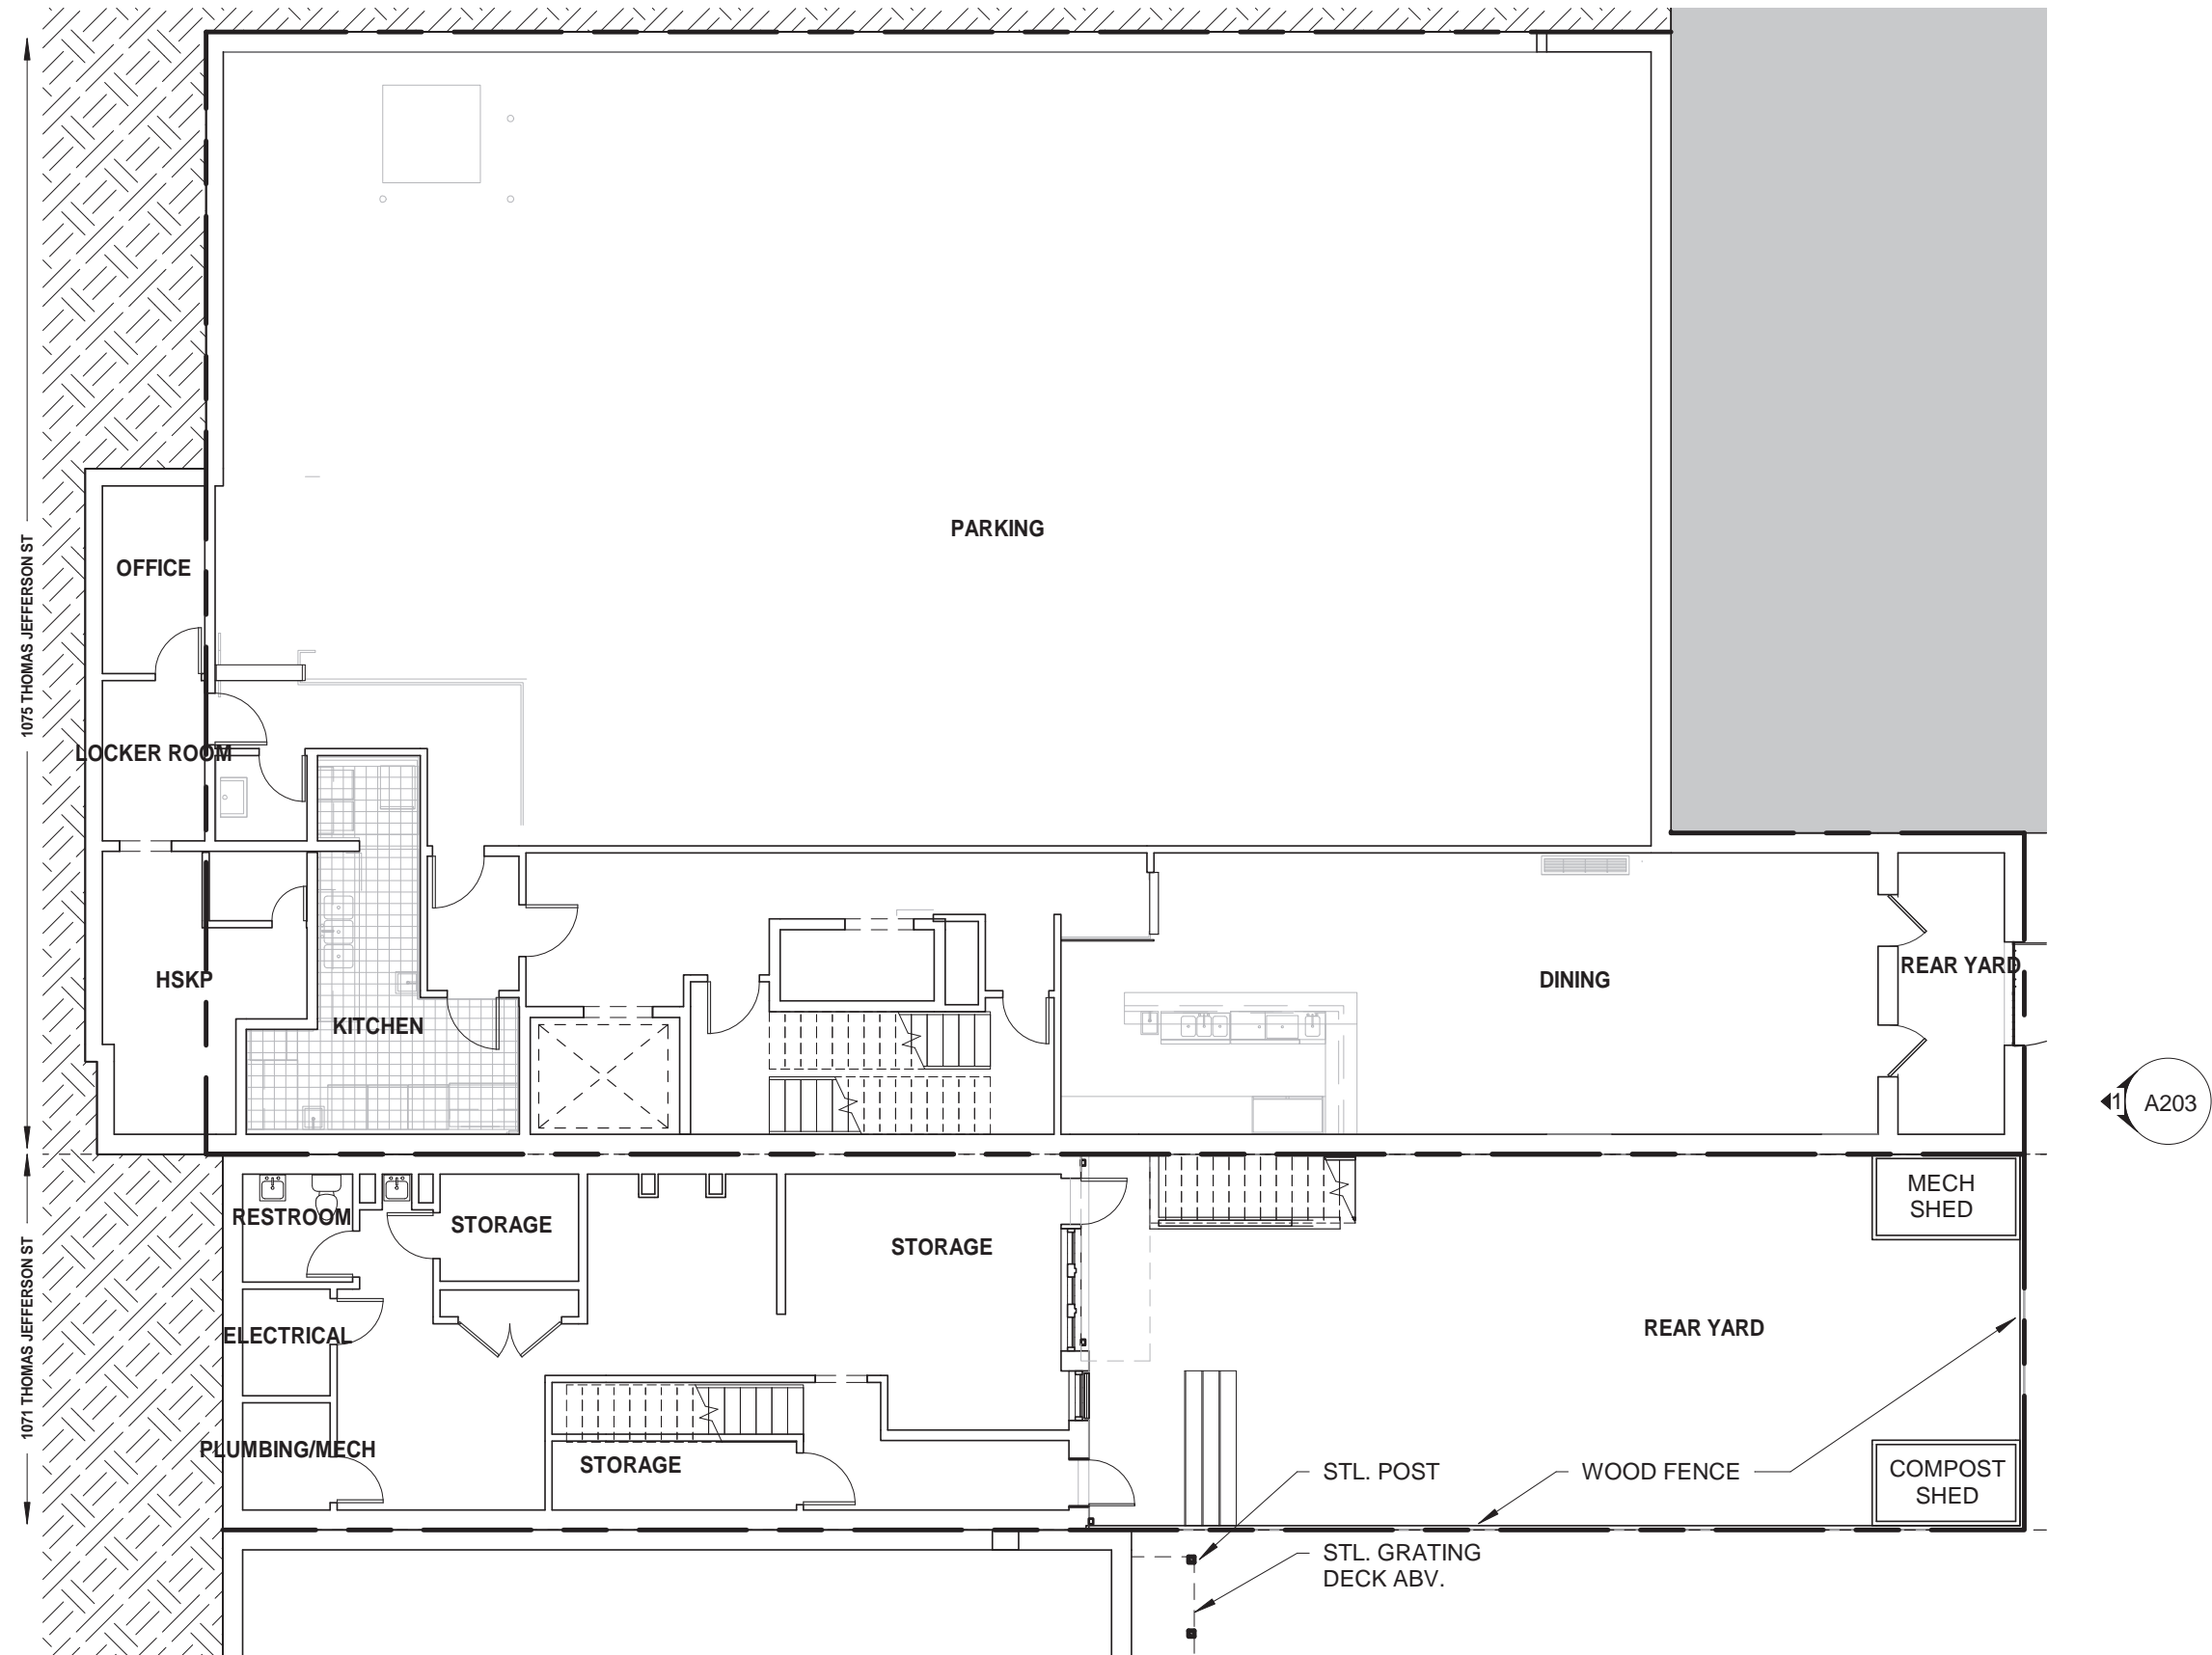 PARKING
OFFICE
1075 THOMAS JEFFERSON ST
LOCKER ROOM
HSKP
KITCHEN
DINING
REAR YARD
1
A203
MECH
SHED
RESTROOM
STORAGE
STORAGE
ELECTRICAL
REAR YARD
1071 THOMAS JEFFERSON ST
PLUMBING/MECH
STORAGE
STL. POST
WOOD FENCE
COMPOST
SHED
STL. GRATING
DECK ABV.